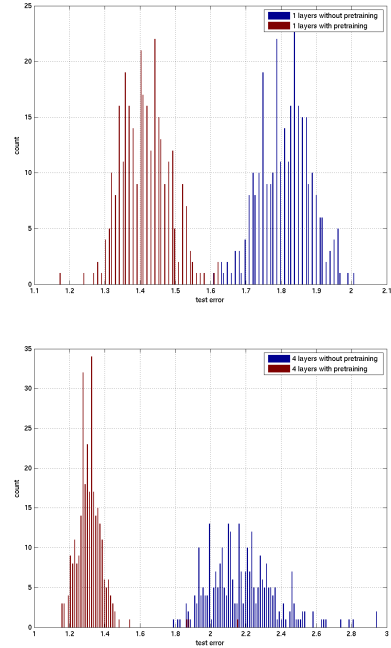 25
1 layers without pretraining
1 layers with pretraining
20
15
count
10
5
0
1.1 1.2 1.3 1.4 1.5 1.6 1.7 1.8 1.9 2 2.1
test error
35
4 layers without pretraining
4 layers with pretraining
30
25
20
count
15
10
5
0
1 1.2 1.4 1.6 1.8 2 2.2 2.4 2.6 2.8 3
test error